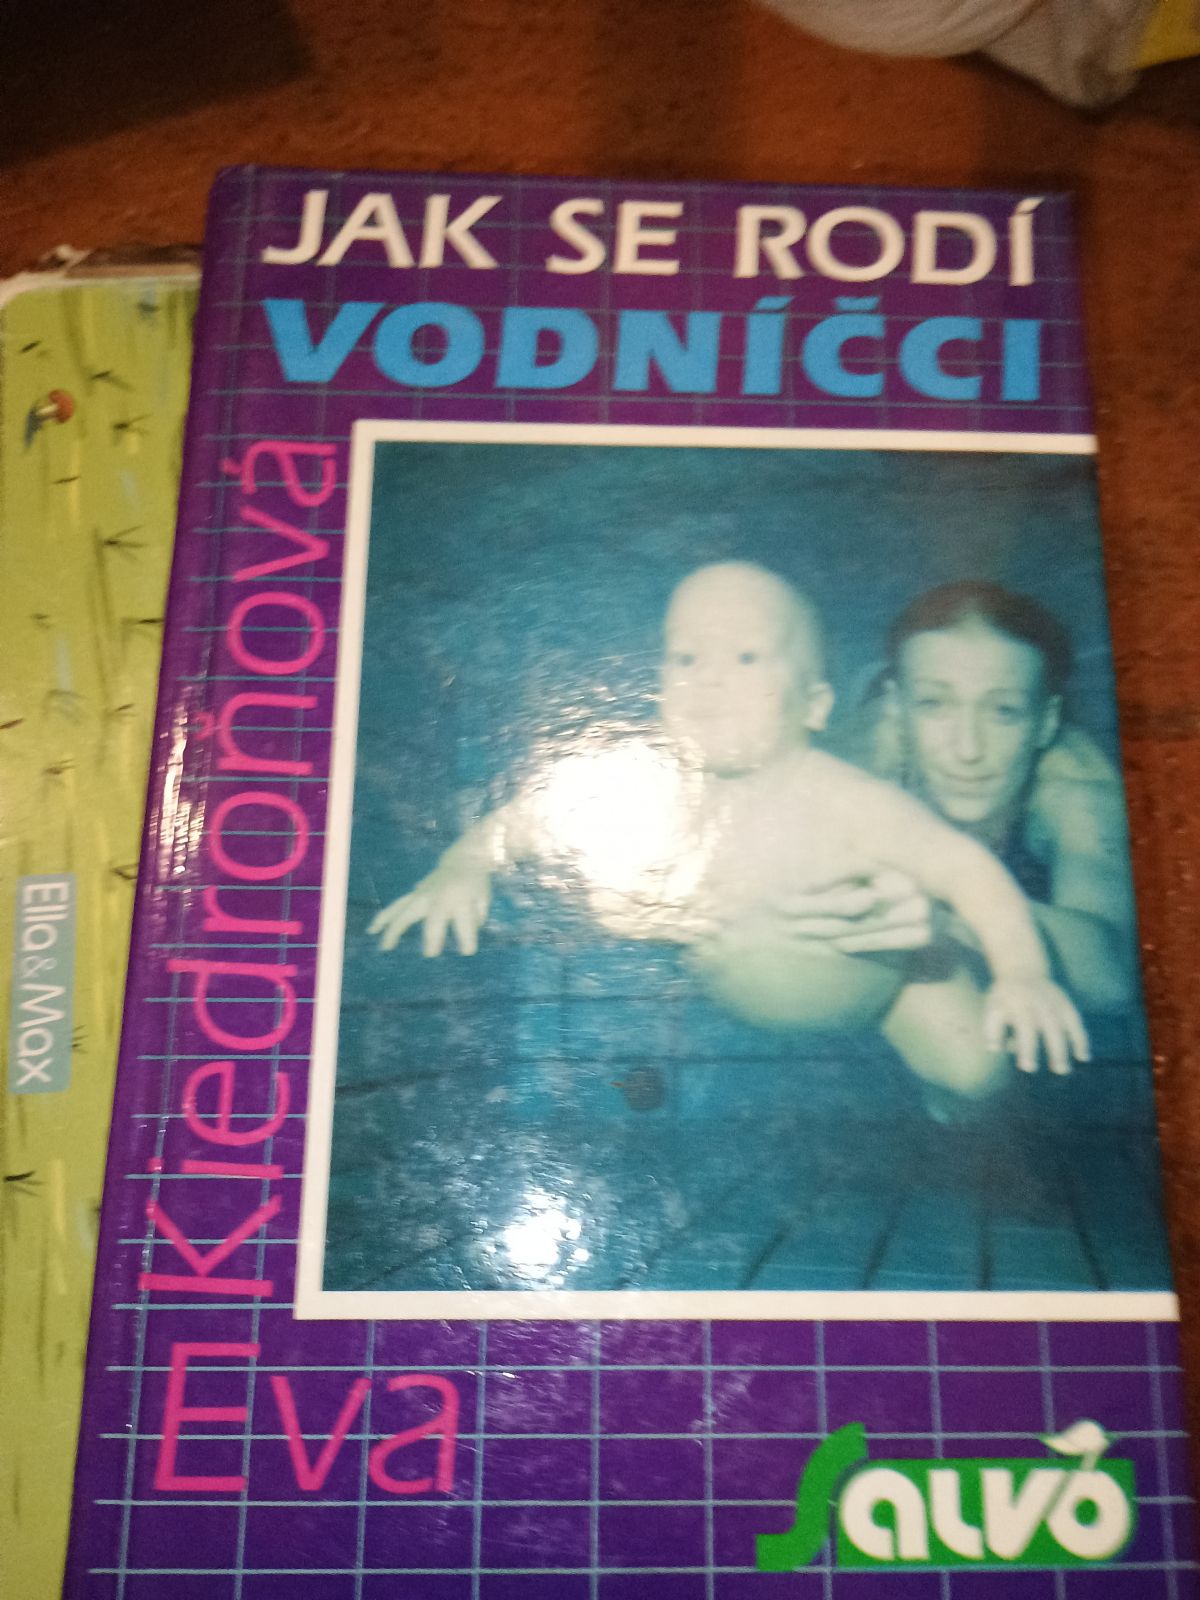 JAK SE RODÍ
VODNÍČCI
Eva Kiedroňová
SALVO
Ella & Max